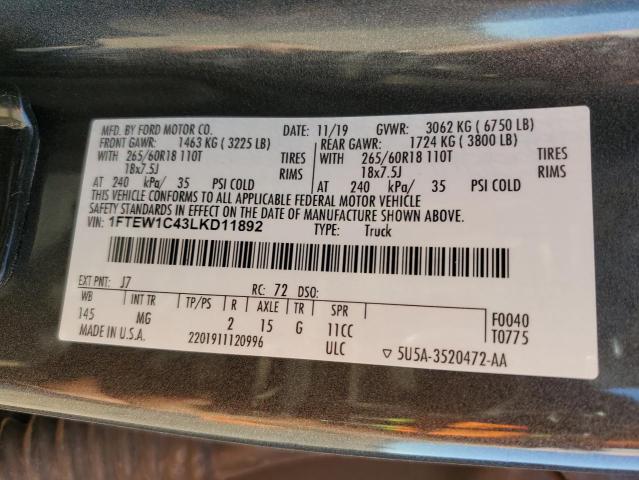 MFD. BY FORD MOTOR CO. DATE: 11/19 GVWR: 3062 KG ( 6750 LB)
FRONT GAWR: 1463 KG ( 3225 LB) REAR GAWR: 1724 KG ( 3800 LB)
WITH 265/60R18 110T TIRES WITH 265/60R18 110T TIRES
18x7.5J RIMS 18x7.5J RIMS
AT 240 kPa/ 35 PSI COLD AT 240 kPa/ 35 PSI COLD
THIS VEHICLE CONFORMS TO ALL APPLICABLE FEDERAL MOTOR VEHICLE
SAFETY STANDARDS IN EFFECT ON THE DATE OF MANUFACTURE SHOWN ABOVE.
VIN: 1FTEW1C43LKD11892 TYPE: Truck
EXT PNT: J7 RC: 72 DSO:
WB INT TR TP/PS R AXLE TR SPR F0040
145 MG 2 15 G 11CC T0775
MADE IN U.S.A. 2201911120996 ULC ▽ 5U5A-3520472-AA